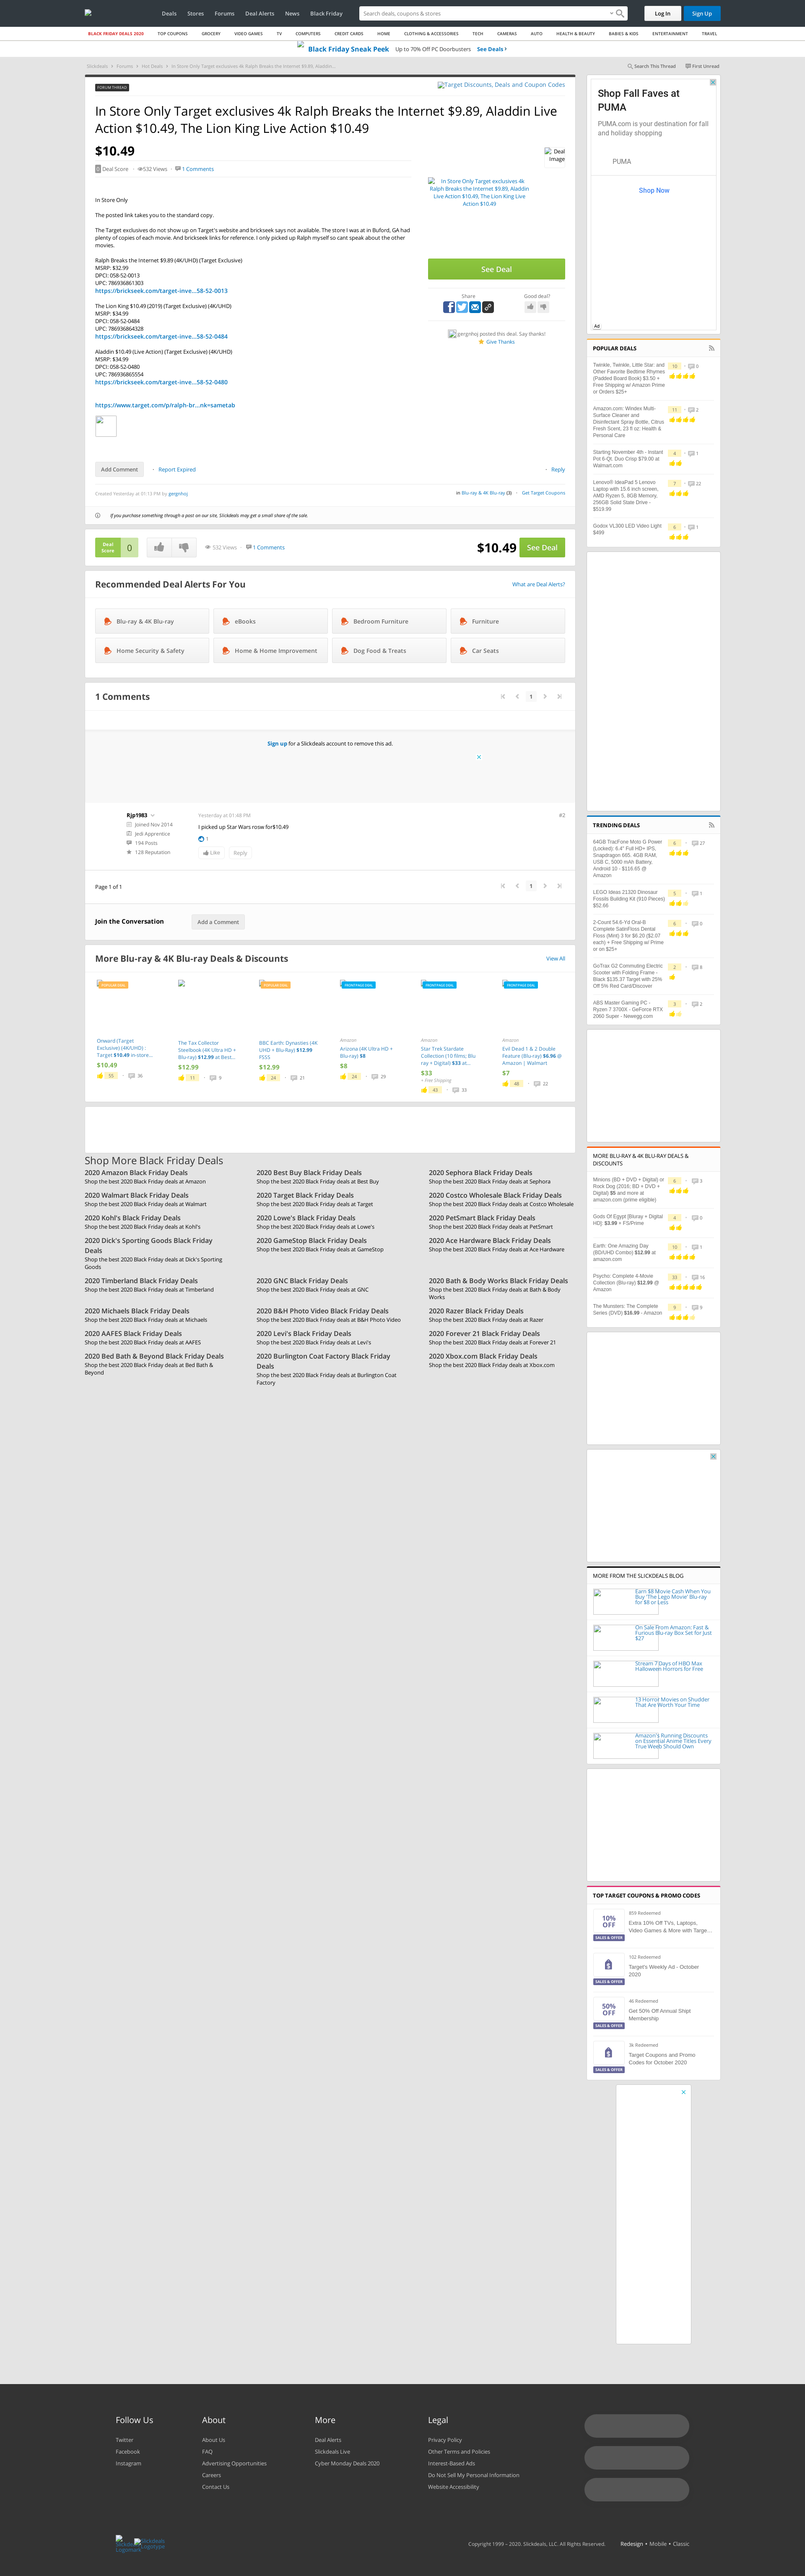 Deals Stores Forums Deal Alerts News Black Friday
Search deals, coupons & stores
Log In Sign Up
BLACK FRIDAY DEALS 2020 TOP COUPONS GROCERY VIDEO GAMES TV COMPUTERS CREDIT CARDS HOME CLOTHING & ACCESSORIES TECH CAMERAS AUTO HEALTH & BEAUTY BABIES & KIDS ENTERTAINMENT TRAVEL
Black Friday Sneak Peek Up to 70% Off PC Doorbusters See Deals ›
Slickdeals › Forums › Hot Deals › In Store Only Target exclusives 4k Ralph Breaks the Internet $9.89, Aladdin...
Search This Thread First Unread
FORUM THREAD
Target Discounts, Deals and Coupon Codes
In Store Only Target exclusives 4k Ralph Breaks the Internet $9.89, Aladdin Live
Action $10.49, The Lion King Live Action $10.49
$10.49
0 Deal Score 532 Views 1 Comments
Deal
Image
In Store Only
The posted link takes you to the standard copy.
The Target exclusives do not show up on Target's website and brickseek says not available. The store I was at in Buford, GA had
plenty of copies of each movie. And brickseek links for reference. I only picked up Ralph myself so cant speak about the other
movies.
Ralph Breaks the Internet $9.89 (4K/UHD) (Target Exclusive)
MSRP: $32.99
DPCI: 058-52-0013
UPC: 786936861303
https://brickseek.com/target-inve...58-52-0013
The Lion King $10.49 (2019) (Target Exclusive) (4K/UHD)
MSRP: $34.99
DPCI: 058-52-0484
UPC: 786936864328
https://brickseek.com/target-inve...58-52-0484
Aladdin $10.49 (Live Action) (Target Exclusive) (4K/UHD)
MSRP: $34.99
DPCI: 058-52-0480
UPC: 786936865554
https://brickseek.com/target-inve...58-52-0480
https://www.target.com/p/ralph-br...nk=sametab
In Store Only Target exclusives 4k
Ralph Breaks the Internet $9.89, Aladdin
Live Action $10.49, The Lion King Live
Action $10.49
See Deal
Share Good deal?
gergnhoj posted this deal. Say thanks!
Give Thanks
Add Comment Report Expired Reply
Created Yesterday at 01:13 PM by gergnhoj
in Blu-ray & 4K Blu-ray (3) Get Target Coupons
If you purchase something through a post on our site, Slickdeals may get a small share of the sale.
Deal
Score
0
532 Views 1 Comments
$10.49 See Deal
Recommended Deal Alerts For You
What are Deal Alerts?
Blu-ray & 4K Blu-ray eBooks Bedroom Furniture Furniture
Home Security & Safety Home & Home Improvement Dog Food & Treats Car Seats
1 Comments
1
Sign up for a Slickdeals account to remove this ad.
Rjp1983
Joined Nov 2014
Jedi Apprentice
194 Posts
128 Reputation
Yesterday at 01:48 PM
#2
I picked up Star Wars rosw for$10.49
1
Like Reply
Page 1 of 1
1
Join the Conversation Add a Comment
More Blu-ray & 4K Blu-ray Deals & Discounts
View All
POPULAR DEAL
Onward (Target
Exclusive) (4K/UHD) :
Target $10.49 in-store...
$10.49
55 36
The Tax Collector
Steelbook (4K Ultra HD +
Blu-ray) $12.99 at Best...
$12.99
11 9
POPULAR DEAL
BBC Earth: Dynasties (4K
UHD + Blu-Ray) $12.99
FSSS
$12.99
24 21
FRONTPAGE DEAL
Amazon
Arizona (4K Ultra HD +
Blu-ray) $8
$8
24 29
FRONTPAGE DEAL
Amazon
Star Trek Stardate
Collection (10 films; Blu
ray + Digital) $33 at...
$33
+ Free Shipping
43 33
FRONTPAGE DEAL
Amazon
Evil Dead 1 & 2 Double
Feature (Blu-ray) $6.96 @
Amazon | Walmart
$7
46 22
Shop More Black Friday Deals
2020 Amazon Black Friday Deals
Shop the best 2020 Black Friday deals at Amazon
2020 Best Buy Black Friday Deals
Shop the best 2020 Black Friday deals at Best Buy
2020 Sephora Black Friday Deals
Shop the best 2020 Black Friday deals at Sephora
2020 Walmart Black Friday Deals
Shop the best 2020 Black Friday deals at Walmart
2020 Target Black Friday Deals
Shop the best 2020 Black Friday deals at Target
2020 Costco Wholesale Black Friday Deals
Shop the best 2020 Black Friday deals at Costco Wholesale
2020 Kohl's Black Friday Deals
Shop the best 2020 Black Friday deals at Kohl's
2020 Lowe's Black Friday Deals
Shop the best 2020 Black Friday deals at Lowe's
2020 PetSmart Black Friday Deals
Shop the best 2020 Black Friday deals at PetSmart
2020 Dick's Sporting Goods Black Friday
Deals
Shop the best 2020 Black Friday deals at Dick's Sporting
Goods
2020 GameStop Black Friday Deals
Shop the best 2020 Black Friday deals at GameStop
2020 Ace Hardware Black Friday Deals
Shop the best 2020 Black Friday deals at Ace Hardware
2020 Timberland Black Friday Deals
Shop the best 2020 Black Friday deals at Timberland
2020 GNC Black Friday Deals
Shop the best 2020 Black Friday deals at GNC
2020 Bath & Body Works Black Friday Deals
Shop the best 2020 Black Friday deals at Bath & Body
Works
2020 Michaels Black Friday Deals
Shop the best 2020 Black Friday deals at Michaels
2020 B&H Photo Video Black Friday Deals
Shop the best 2020 Black Friday deals at B&H Photo Video
2020 Razer Black Friday Deals
Shop the best 2020 Black Friday deals at Razer
2020 AAFES Black Friday Deals
Shop the best 2020 Black Friday deals at AAFES
2020 Levi's Black Friday Deals
Shop the best 2020 Black Friday deals at Levi's
2020 Forever 21 Black Friday Deals
Shop the best 2020 Black Friday deals at Forever 21
2020 Bed Bath & Beyond Black Friday Deals
Shop the best 2020 Black Friday deals at Bed Bath &
Beyond
2020 Burlington Coat Factory Black Friday
Deals
Shop the best 2020 Black Friday deals at Burlington Coat
Factory
2020 Xbox.com Black Friday Deals
Shop the best 2020 Black Friday deals at Xbox.com
Shop Fall Faves at
PUMA
PUMA.com is your destination for fall
and holiday shopping
PUMA
Shop Now
Ad
POPULAR DEALS
Twinkle, Twinkle, Little Star: and
Other Favorite Bedtime Rhymes
(Padded Board Book) $3.50 +
Free Shipping w/ Amazon Prime
or Orders $25+
10 0
Amazon.com: Windex Multi-
Surface Cleaner and
Disinfectant Spray Bottle, Citrus
Fresh Scent, 23 fl oz: Health &
Personal Care
11 2
Starting November 4th - Instant
Pot 6-Qt. Duo Crisp $79.00 at
Walmart.com
4 1
Lenovo® IdeaPad 5 Lenovo
Laptop with 15.6 inch screen,
AMD Ryzen 5, 8GB Memory,
256GB Solid State Drive -
$519.99
7 22
Godox VL300 LED Video Light
$499
6 1
TRENDING DEALS
64GB TracFone Moto G Power
(Locked): 6.4" Full HD+ IPS,
Snapdragon 665, 4GB RAM,
USB C, 5000 mAh Battery,
Android 10 - $116.65 @
Amazon
6 27
LEGO Ideas 21320 Dinosaur
Fossils Building Kit (910 Pieces)
$52.66
5 1
2-Count 54.6-Yd Oral-B
Complete SatinFloss Dental
Floss (Mint) 3 for $6.20 ($2.07
each) + Free Shipping w/ Prime
or on $25+
6 0
GoTrax G2 Commuting Electric
Scooter with Folding Frame -
Black $135.37 Target with 25%
Off 5% Red Card/Discover
2 8
ABS Master Gaming PC -
Ryzen 7 3700X - GeForce RTX
2080 Super - Newegg.com
3 2
MORE BLU-RAY & 4K BLU-RAY DEALS &
DISCOUNTS
Minions (BD + DVD + Digital) or
Rock Dog (2016: BD + DVD +
Digital) $5 and more at
amazon.com (prime eligible)
6 3
Gods Of Egypt [Bluray + Digital
HD]: $3.99 + FS/Prime
4 0
Earth: One Amazing Day
(BD/UHD Combo) $12.99 at
amazon.com
10 1
Psycho: Complete 4-Movie
Collection (Blu-ray) $12.99 @
Amazon
33 16
The Munsters: The Complete
Series (DVD) $16.99 - Amazon
9 9
MORE FROM THE SLICKDEALS BLOG
Earn $8 Movie Cash When You
Buy 'The Lego Movie' Blu-ray
for $8 or Less
On Sale From Amazon: Fast &
Furious Blu-ray Box Set for Just
$27
Stream 7 Days of HBO Max
Halloween Horrors for Free
13 Horror Movies on Shudder
That Are Worth Your Time
Amazon's Running Discounts
on Essential Anime Titles Every
True Weeb Should Own
TOP TARGET COUPONS & PROMO CODES
10%
OFF
SALES & OFFER
859 Redeemed
Extra 10% Off TVs, Laptops,
Video Games & More with Targe...
SALES & OFFER
102 Redeemed
Target's Weekly Ad - October
2020
50%
OFF
SALES & OFFER
46 Redeemed
Get 50% Off Annual Shipt
Membership
SALES & OFFER
3k Redeemed
Target Coupons and Promo
Codes for October 2020
Follow Us
Twitter
Facebook
Instagram
About
About Us
FAQ
Advertising Opportunities
Careers
Contact Us
More
Deal Alerts
Slickdeals Live
Cyber Monday Deals 2020
Legal
Privacy Policy
Other Terms and Policies
Interest-Based Ads
Do Not Sell My Personal Information
Website Accessibility
Slickdeals
Logomark
Slickdeals
Logotype
Copyright 1999 – 2020. Slickdeals, LLC. All Rights Reserved. Redesign • Mobile • Classic